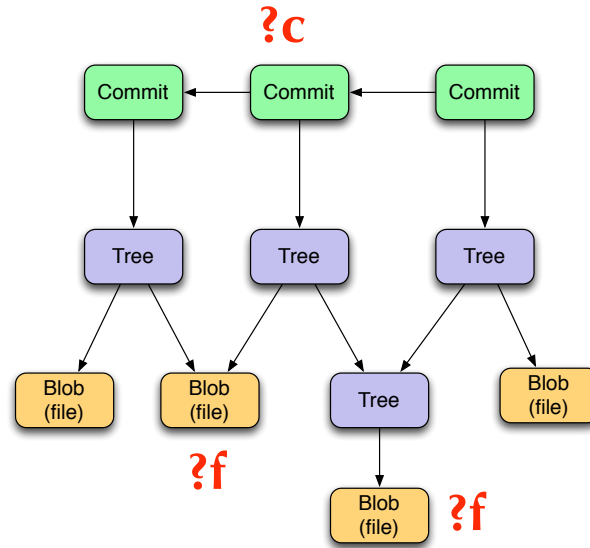 ?c
Commit Commit Commit
Tree Tree Tree
Blob
(file)
Blob
(file)
Tree
Blob
(file)
?f
Blob
(file)
?f